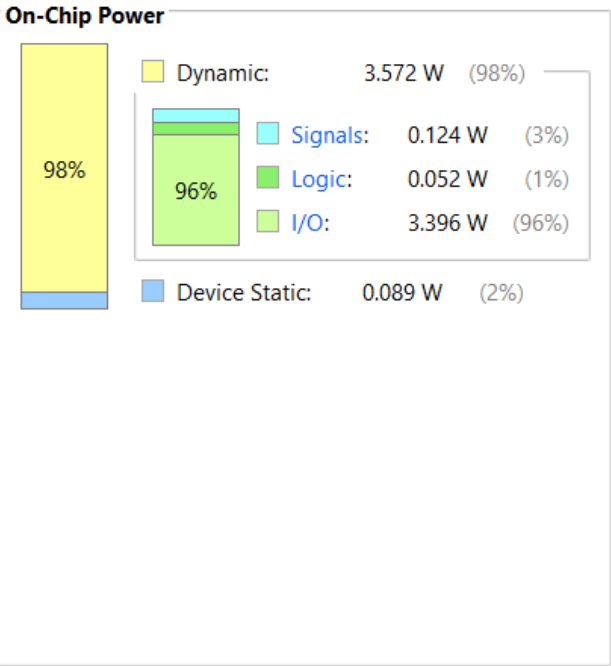 On-Chip Power
Dynamic: 3.572 W (98%)
98%
Signals: 0.124 W (3%)
Logic: 0.052 W (1%)
96%
I/O: 3.396 W (96%)
Device Static: 0.089 W (2%)